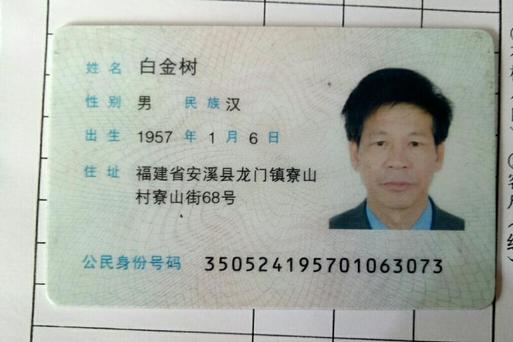 姓名 白金树
性别 男 民族 汉
出生 1957 年 1 月 6 日
住址 福建省安溪县龙门镇寮山
村寮山街68号
公民身份号码 350524195701063073